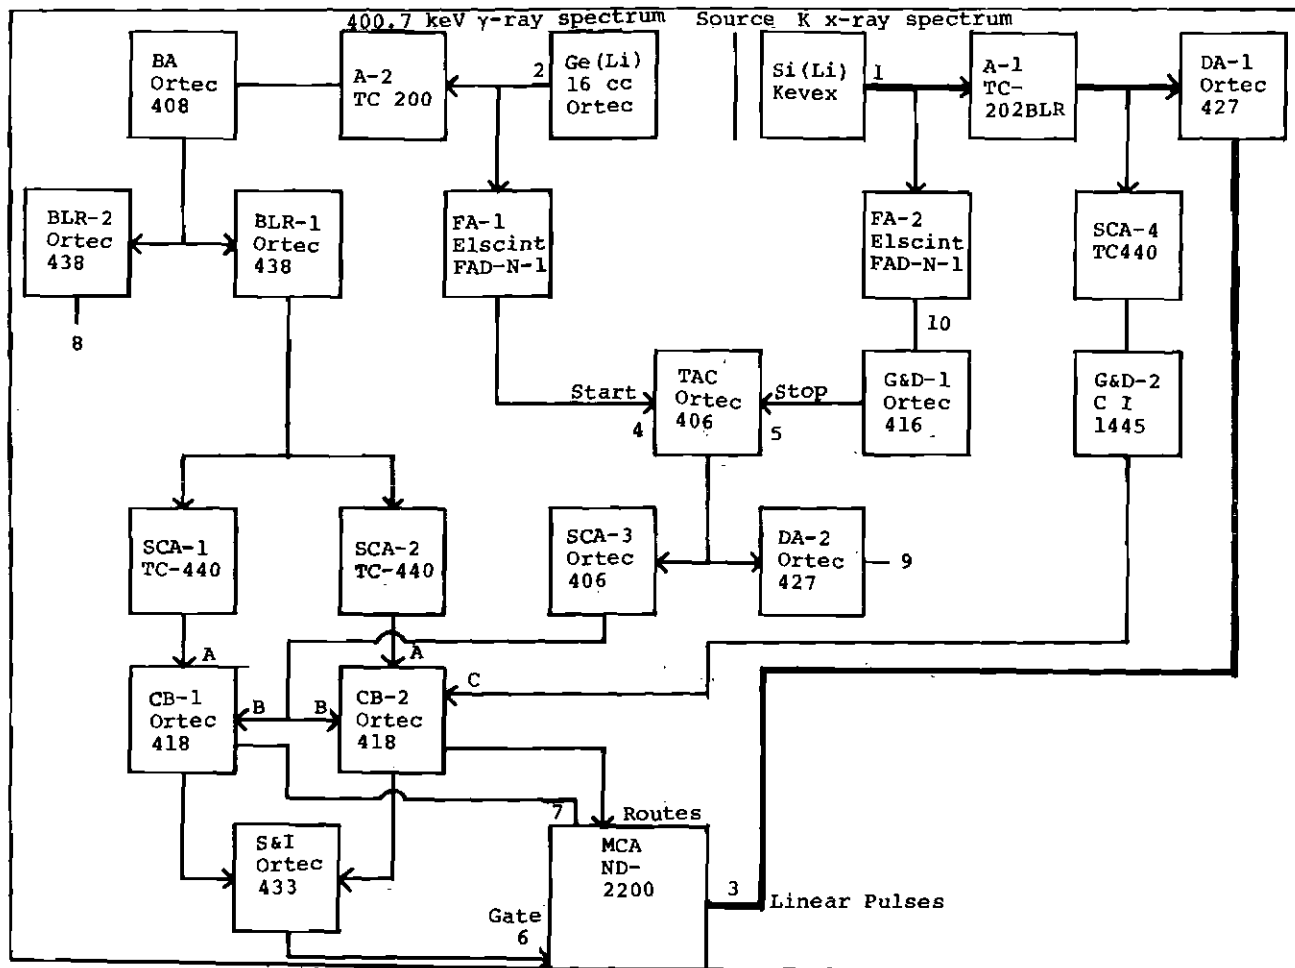 400.7 keV γ-ray spectrum Source K x-ray spectrum
BA
Ortec
408
A-2
TC 200
2
Ge(Li)
16 cc
Ortec
Si(Li)
Kevex
1
A-1
TC-
202BLR
DA-1
Ortec
427
BLR-2
Ortec
438
8
BLR-1
Ortec
438
FA-1
Elscint
FAD-N-1
FA-2
Elscint
FAD-N-1
10
SCA-4
TC440
Start
4
TAC
Ortec
406
Stop
5
G&D-1
Ortec
416
G&D-2
C I
1445
SCA-1
TC-440
SCA-2
TC-440
SCA-3
Ortec
406
DA-2
Ortec
427
9
A
A
C
CB-1
Ortec
418
B
B
CB-2
Ortec
418
7
Routes
S&I
Ortec
433
MCA
ND-
2200
3
Linear Pulses
Gate
6